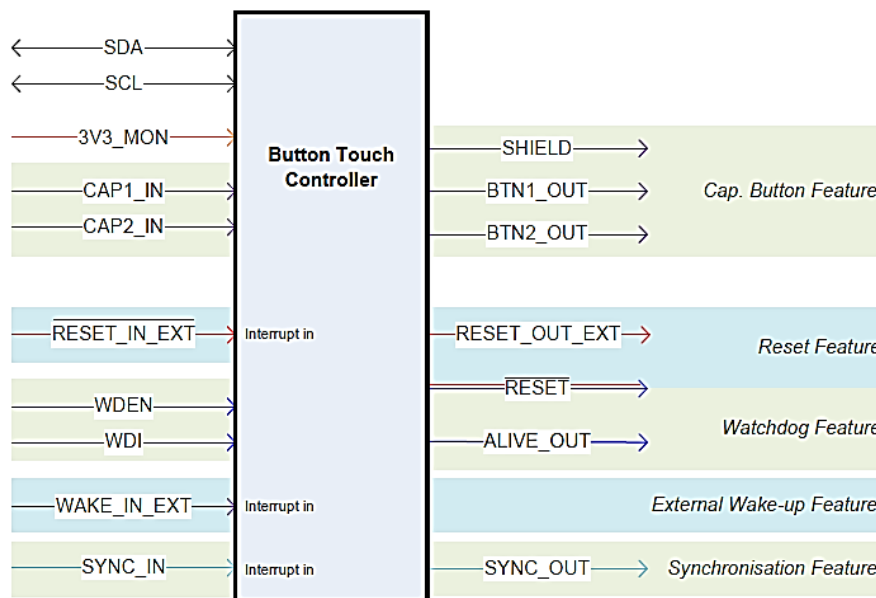 SDA
SCL
3V3_MON
CAP1_IN
CAP2_IN
RESET_IN_EXT
WDEN
WDI
WAKE_IN_EXT
SYNC_IN
Button Touch
Controller
Interrupt in
Interrupt in
Interrupt in
SHIELD
BTN1_OUT
BTN2_OUT
RESET_OUT_EXT
RESET
ALIVE_OUT
SYNC_OUT
Cap. Button Feature
Reset Feature
Watchdog Feature
External Wake-up Feature
Synchronisation Feature